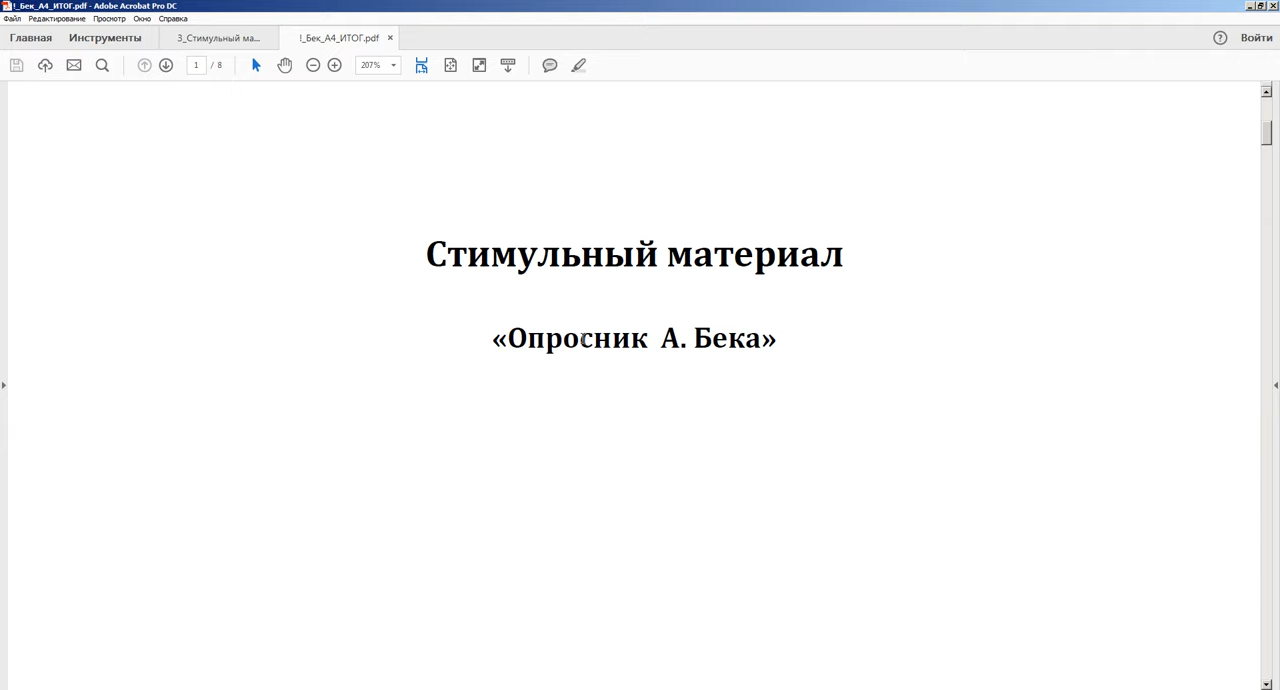 !_Бек_А4_ИТОГ.pdf - Adobe Acrobat Pro DC
Файл Редактирование Просмотр Окно Справка
Главная Инструменты 3_Стимульный ма... !_Бек_А4_ИТОГ.pdf × ? Войти
1 / 8 207%
Стимульный материал
«Опросник А. Бека»